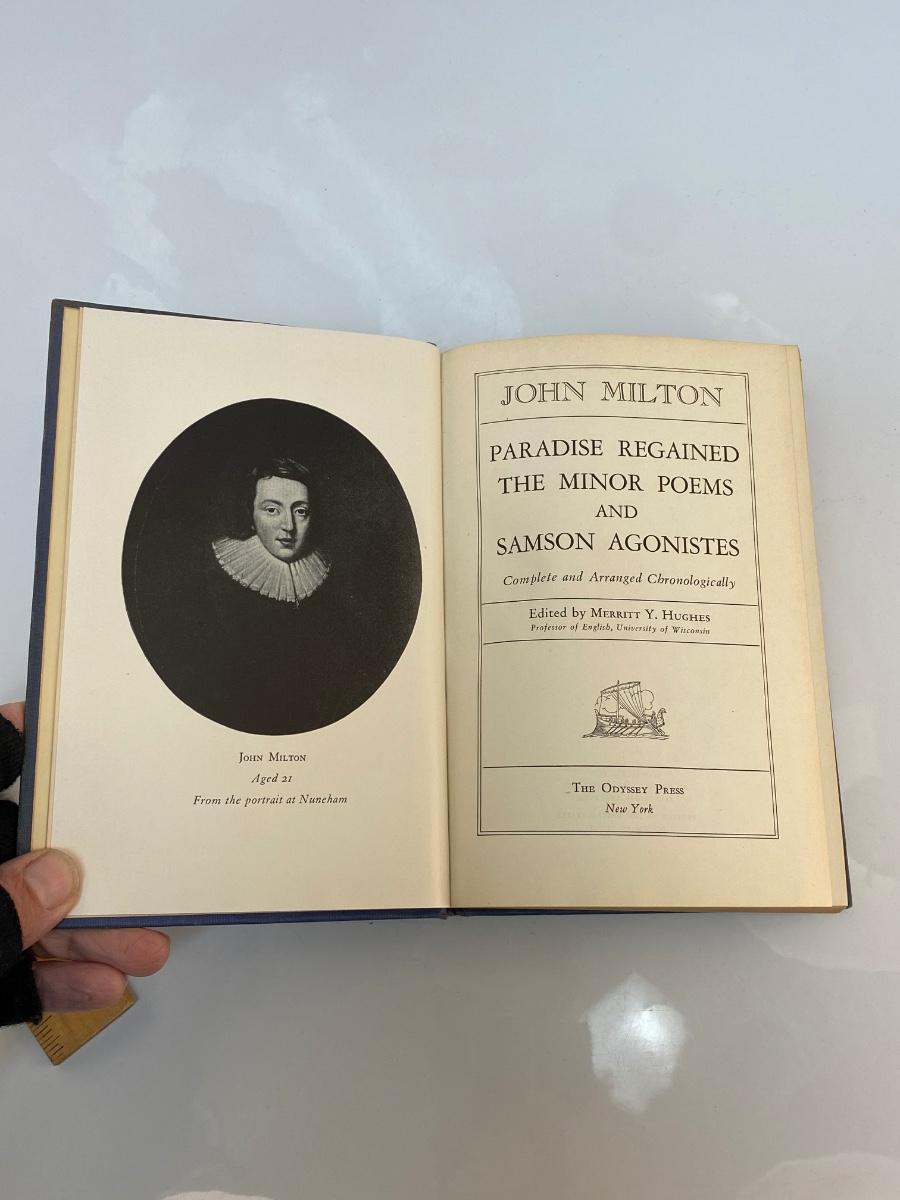 JOHN MILTON
Aged 21
From the portrait at Nuneham
JOHN MILTON
PARADISE REGAINED
THE MINOR POEMS
AND
SAMSON AGONISTES
Complete and Arranged Chronologically
Edited by MERRITT Y. HUGHES
Professor of English, University of Wisconsin
THE ODYSSEY PRESS
New York